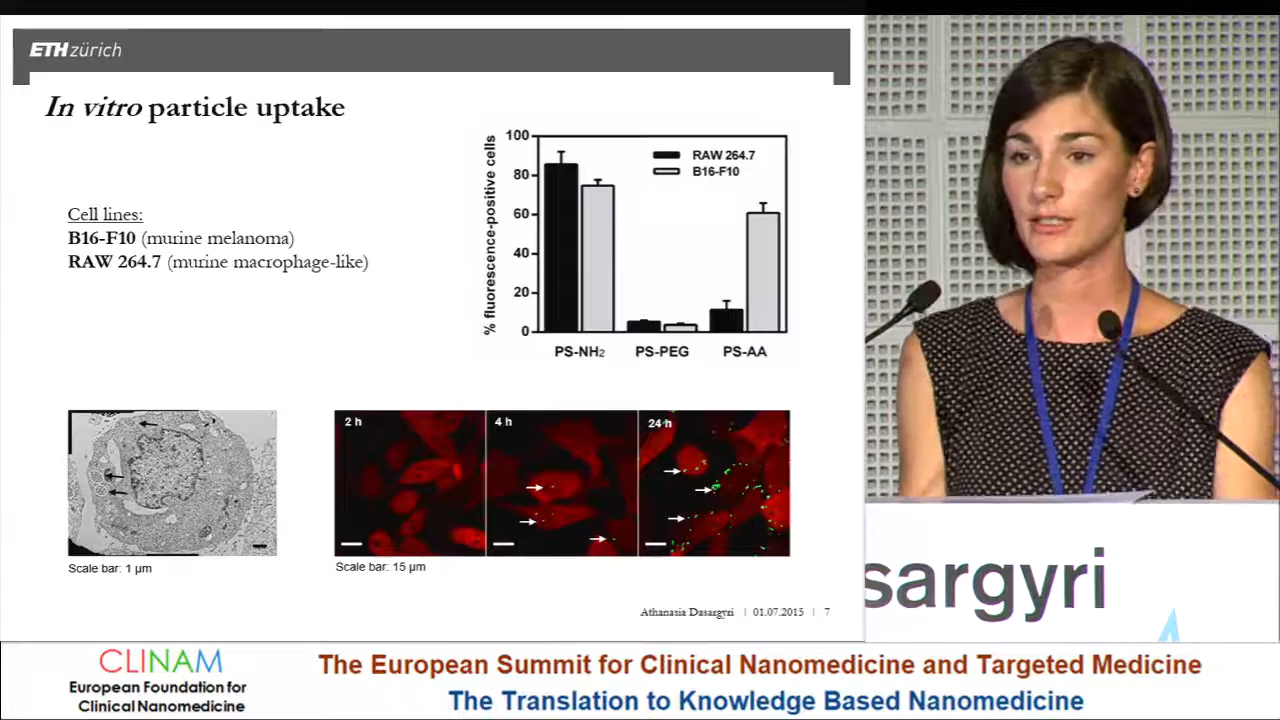 ETH zürich
In vitro particle uptake
Cell lines:
B16-F10 (murine melanoma)
RAW 264.7 (murine macrophage-like)
% fluorescence-positive cells
100
80
60
40
20
0
RAW 264.7
B16-F10
PS-NH₂ PS-PEG PS-AA
2 h
4 h
24 h
Scale bar: 1 µm
Scale bar: 15 µm
Athanasia Dasargyri | 01.07.2015 | 7
sargyri
CLINAM
European Foundation for
Clinical Nanomedicine
The European Summit for Clinical Nanomedicine and Targeted Medicine
The Translation to Knowledge Based Nanomedicine